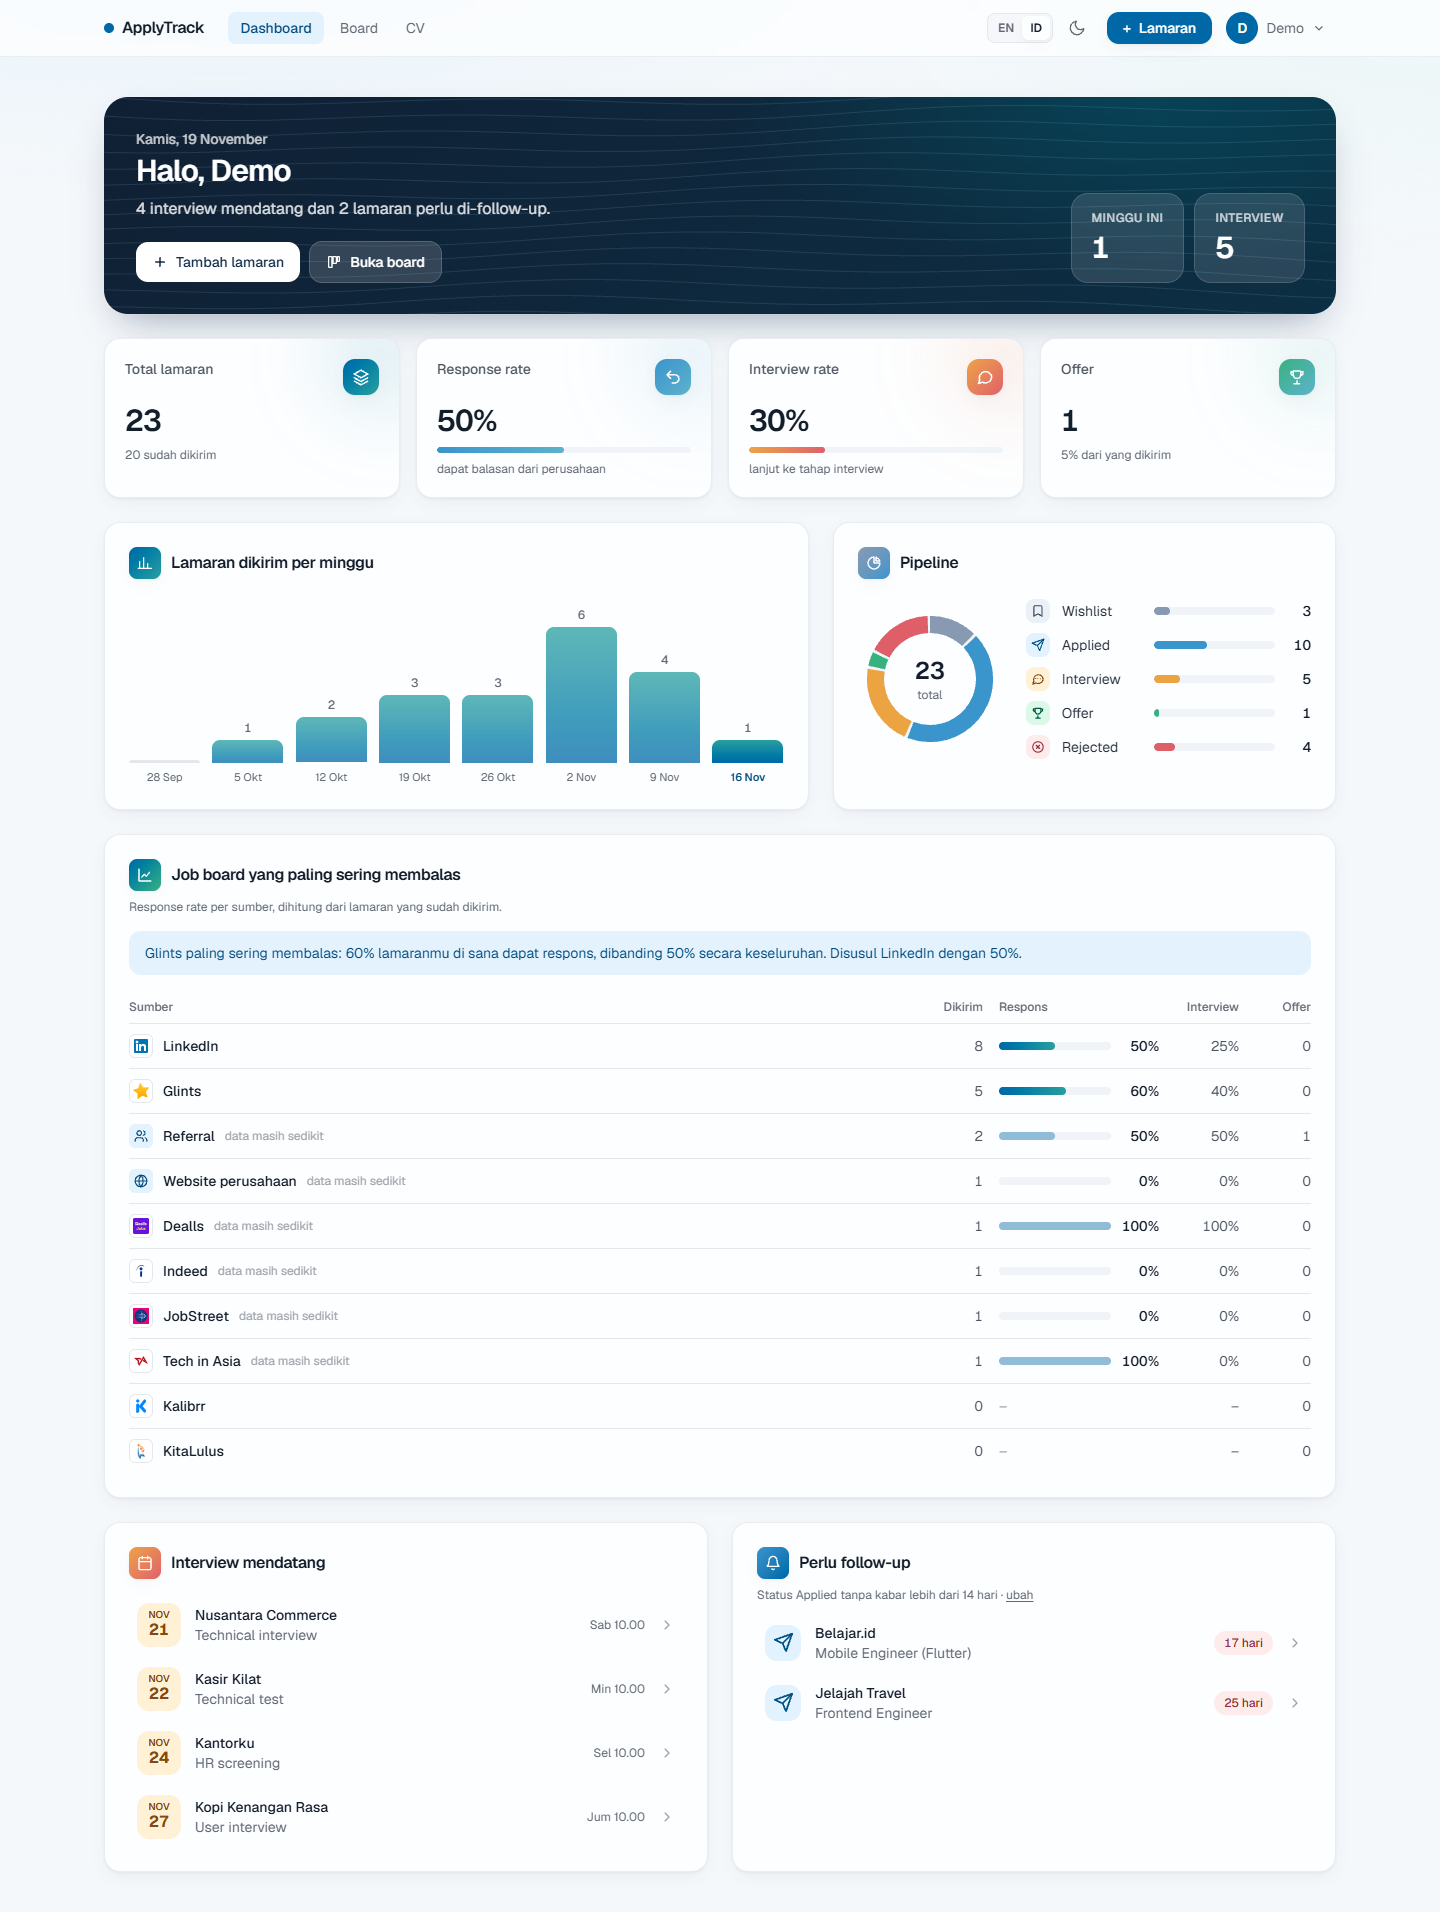 ApplyTrack
Dashboard
Board
CV
EN
ID
+ Lamaran
D
Demo
Kamis, 19 November
Halo, Demo
4 interview mendatang dan 2 lamaran perlu di-follow-up.
+ Tambah lamaran
Buka board
MINGGU INI
1
INTERVIEW
5
Total lamaran
23
20 sudah dikirim
Response rate
50%
dapat balasan dari perusahaan
Interview rate
30%
lanjut ke tahap interview
Offer
1
5% dari yang dikirim
Lamaran dikirim per minggu
1
2
3
3
6
4
1
28 Sep
5 Okt
12 Okt
19 Okt
26 Okt
2 Nov
9 Nov
16 Nov
Pipeline
23
total
Wishlist 3
Applied 10
Interview 5
Offer 1
Rejected 4
Job board yang paling sering membalas
Response rate per sumber, dihitung dari lamaran yang sudah dikirim.
Glints paling sering membalas: 60% lamaranmu di sana dapat respons, dibanding 50% secara keseluruhan. Disusul LinkedIn dengan 50%.
Sumber Dikirim Respons Interview Offer
LinkedIn 8 50% 25% 0
Glints 5 60% 40% 0
Referral data masih sedikit 2 50% 50% 1
Website perusahaan data masih sedikit 1 0% 0% 0
Dealls data masih sedikit 1 100% 100% 0
Indeed data masih sedikit 1 0% 0% 0
JobStreet data masih sedikit 1 0% 0% 0
Tech in Asia data masih sedikit 1 100% 0% 0
Kalibrr 0 – – 0
KitaLulus 0 – – 0
Interview mendatang
NOV
21
Nusantara Commerce
Technical interview
Sab 10.00
NOV
22
Kasir Kilat
Technical test
Min 10.00
NOV
24
Kantorku
HR screening
Sel 10.00
NOV
27
Kopi Kenangan Rasa
User interview
Jum 10.00
Perlu follow-up
Status Applied tanpa kabar lebih dari 14 hari · ubah
Belajar.id
Mobile Engineer (Flutter)
17 hari
Jelajah Travel
Frontend Engineer
25 hari